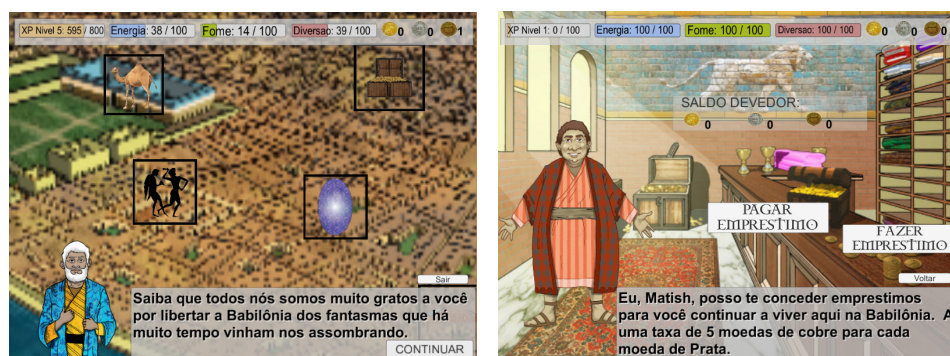 XP Nivel 5: 595 / 800 Energia: 38 / 100 Fome: 14 / 100 Diversao: 39 / 100 0 0 1
Sair
Saiba que todos nós somos muito gratos a você
por libertar a Babilônia dos fantasmas que há
muito tempo vinham nos assombrando.
CONTINUAR
XP Nivel 1: 0 / 100 Energia: 100 / 100 Fome: 100 / 100 Diversao: 100 / 100 0 0 0
SALDO DEVEDOR:
0 0 0
PAGAR
EMPRESTIMO
FAZER
EMPRESTIMO
Voltar
Eu, Matish, posso te conceder emprestimos
para você continuar a viver aqui na Babilônia. A
uma taxa de 5 moedas de cobre para cada
moeda de Prata.